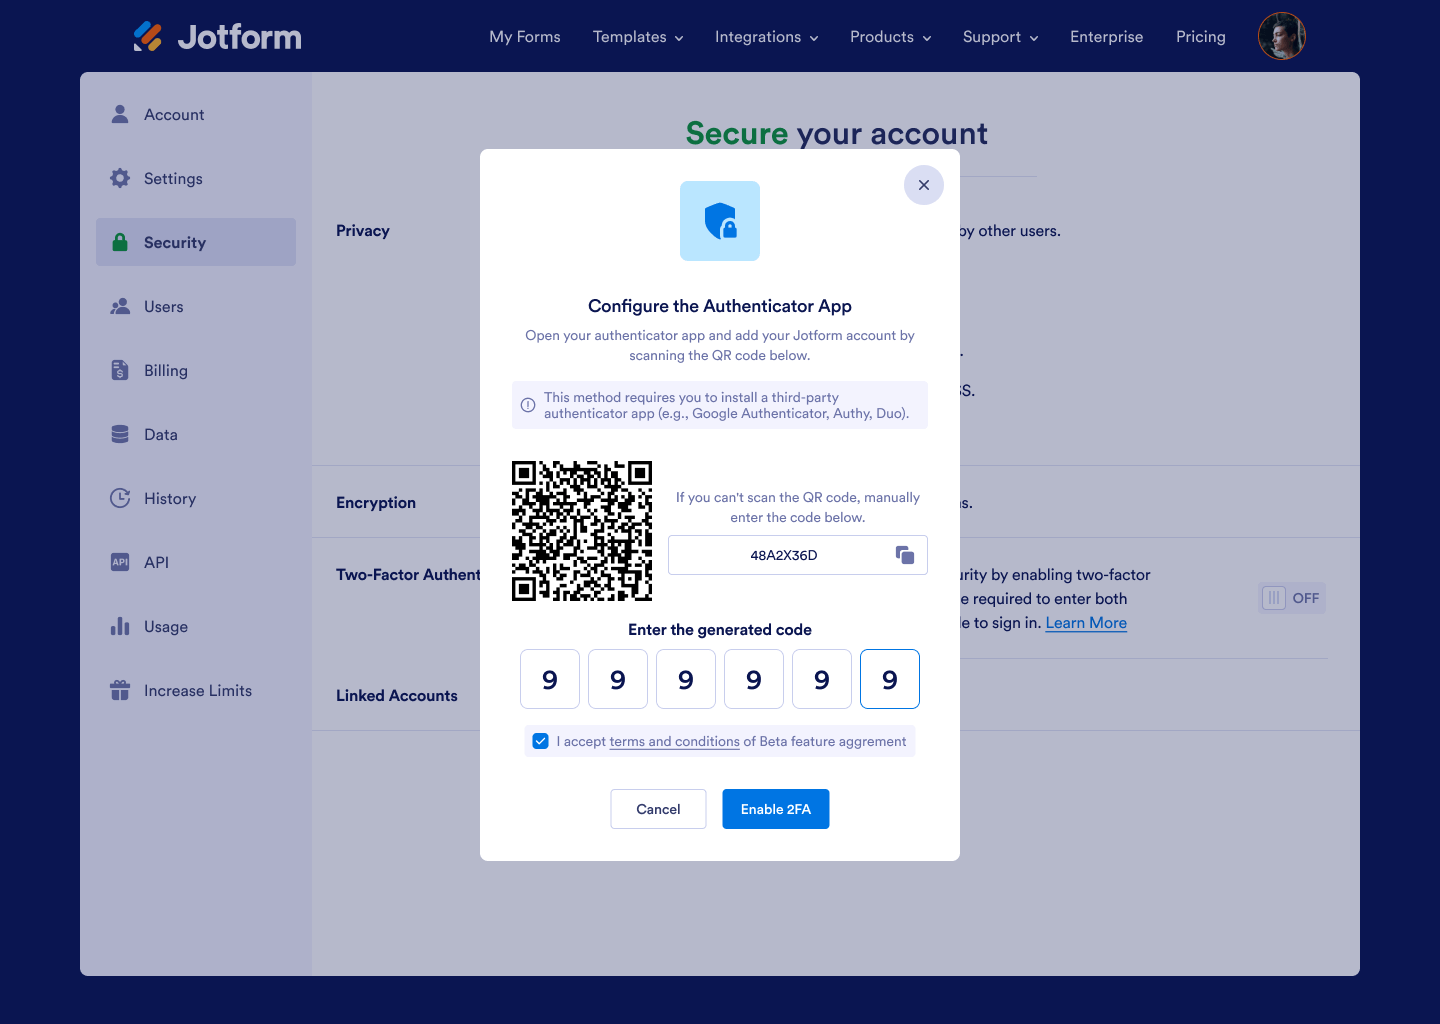 Jotform
My Forms Templates Integrations Products Support Enterprise Pricing
Account
Settings
Security
Users
Billing
Data
History
API
API
Usage
Increase Limits
Secure your account
Privacy
by other users.
SS.
Encryption
Two-Factor Authent
urity by enabling two-factor
e required to enter both
le to sign in. Learn More
OFF
Linked Accounts
Configure the Authenticator App
Open your authenticator app and add your Jotform account by
scanning the QR code below.
This method requires you to install a third-party
authenticator app (e.g., Google Authenticator, Authy, Duo).
If you can't scan the QR code, manually
enter the code below.
48A2X36D
Enter the generated code
9 9 9 9 9 9
I accept terms and conditions of Beta feature aggrement
Cancel
Enable 2FA